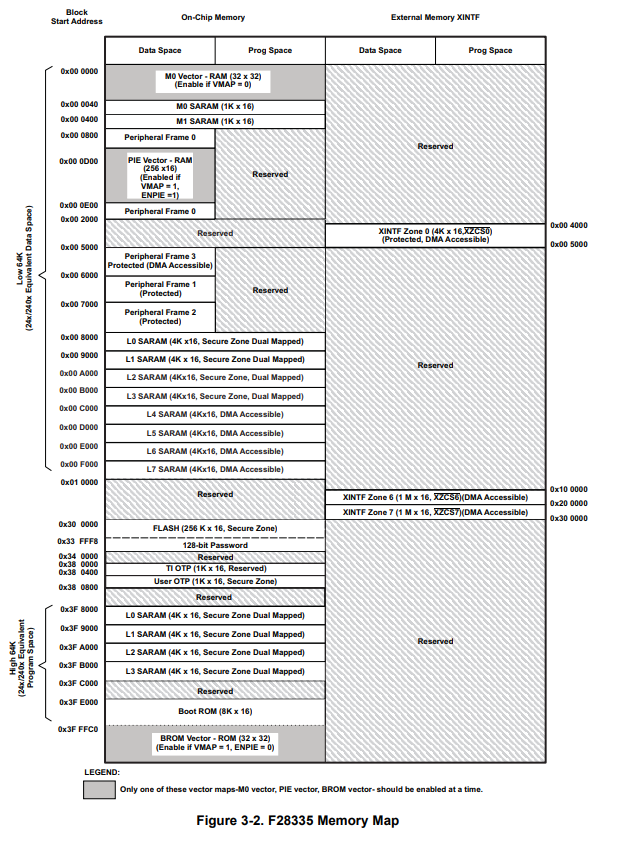 Block
Start Address
On-Chip Memory
External Memory XINTF
Data Space
Prog Space
Data Space
Prog Space
0x00 0000
M0 Vector - RAM (32 x 32)
(Enable if VMAP = 0)
0x00 0040
M0 SARAM (1K x 16)
0x00 0400
M1 SARAM (1K x 16)
0x00 0800
Peripheral Frame 0
0x00 0D00
PIE Vector - RAM
(256 x16)
(Enabled if
VMAP = 1,
ENPIE =1)
Reserved
Reserved
0x00 0E00
Peripheral Frame 0
0x00 2000
Reserved
XINTF Zone 0 (4K x 16,XZCS0)
(Protected, DMA Accessible)
0x00 4000
0x00 5000
0x00 5000
Peripheral Frame 3
Protected (DMA Accessible)
0x00 6000
Peripheral Frame 1
(Protected)
Reserved
0x00 7000
Peripheral Frame 2
(Protected)
Low 64K
(24x/240x Equivalent Data Space)
0x00 8000
L0 SARAM (4K x16, Secure Zone Dual Mapped)
0x00 9000
L1 SARAM (4K x 16, Secure Zone Dual Mapped)
Reserved
0x00 A000
L2 SARAM (4Kx16, Secure Zone, Dual Mapped)
0x00 B000
L3 SARAM (4Kx16, Secure Zone, Dual Mapped)
0x00 C000
L4 SARAM (4Kx16, DMA Accessible)
0x00 D000
L5 SARAM (4Kx16, DMA Accessible)
0x00 E000
L6 SARAM (4Kx16, DMA Accessible)
0x00 F000
L7 SARAM (4Kx16, DMA Accessible)
0x01 0000
Reserved
0x10 0000
XINTF Zone 6 (1 M x 16, XZCS6)(DMA Accessible)
0x20 0000
XINTF Zone 7 (1 M x 16, XZCS7)(DMA Accessible)
0x30 0000
0x30 0000
FLASH (256 K x 16, Secure Zone)
0x33 FFF8
128-bit Password
0x34 0000
Reserved
0x38 0000
TI OTP (1K x 16, Reserved)
0x38 0400
User OTP (1K x 16, Secure Zone)
0x38 0800
Reserved
0x3F 8000
L0 SARAM (4K x 16, Secure Zone Dual Mapped)
0x3F 9000
L1 SARAM (4K x 16, Secure Zone Dual Mapped)
Reserved
0x3F A000
L2 SARAM (4K x 16, Secure Zone Dual Mapped)
0x3F B000
L3 SARAM (4K x 16, Secure Zone Dual Mapped)
High 64K
(24x/240x Equivalent
Program Space)
0x3F C000
Reserved
0x3F E000
Boot ROM (8K x 16)
0x3F FFC0
BROM Vector - ROM (32 x 32)
(Enable if VMAP = 1, ENPIE = 0)
LEGEND:
Only one of these vector maps-M0 vector, PIE vector, BROM vector- should be enabled at a time.
Figure 3-2. F28335 Memory Map